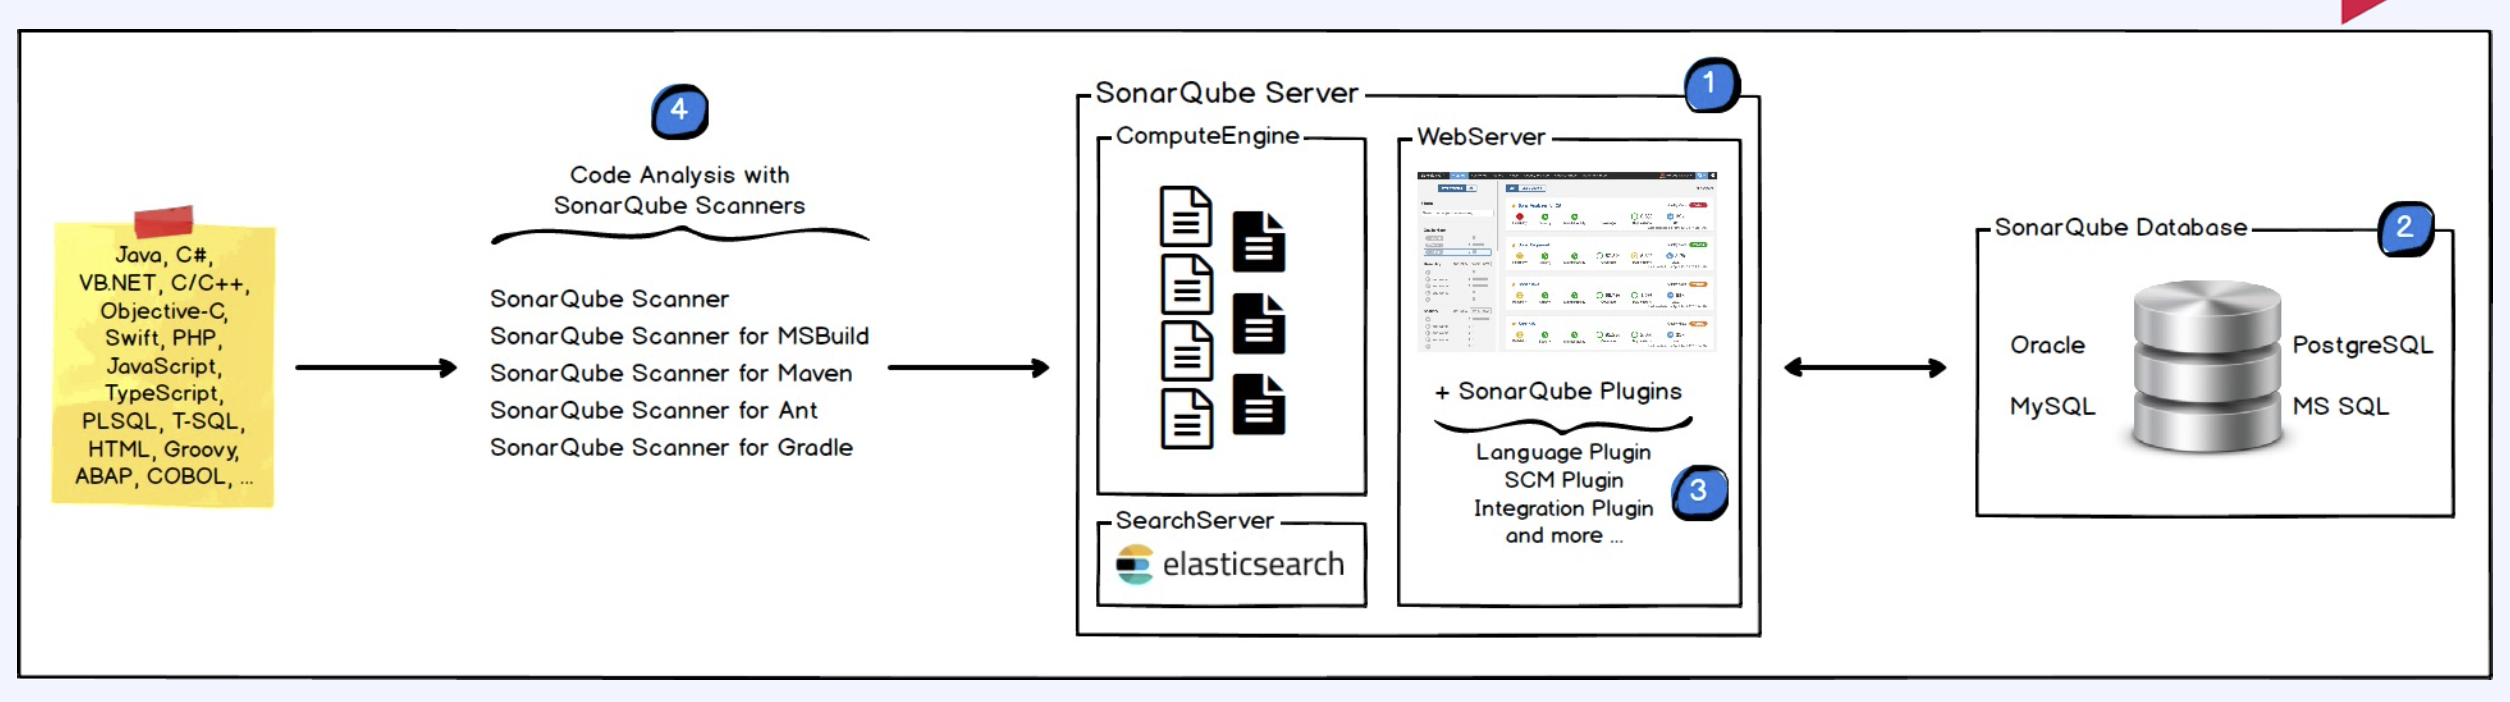 Java, C#,
VB.NET, C/C++,
Objective-C,
Swift, PHP,
JavaScript,
TypeScript,
PLSQL, T-SQL,
HTML, Groovy,
ABAP, COBOL, ...
4
Code Analysis with
SonarQube Scanners
SonarQube Scanner
SonarQube Scanner for MSBuild
SonarQube Scanner for Maven
SonarQube Scanner for Ant
SonarQube Scanner for Gradle
SonarQube Server
1
ComputeEngine
SearchServer
elasticsearch
WebServer
+ SonarQube Plugins
Language Plugin
SCM Plugin
Integration Plugin
and more ...
3
SonarQube Database
2
Oracle
PostgreSQL
MySQL
MS SQL